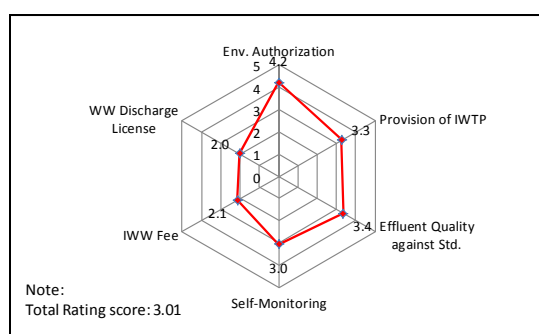 Env. Authorization
4.2
5
4
3
2
1
0
WW Discharge
License
2.0
3.3
Provision of IWTP
2.1
IWW Fee
3.4
Effluent Quality
against Std.
3.0
Self-Monitoring
Note:
Total Rating score: 3.01